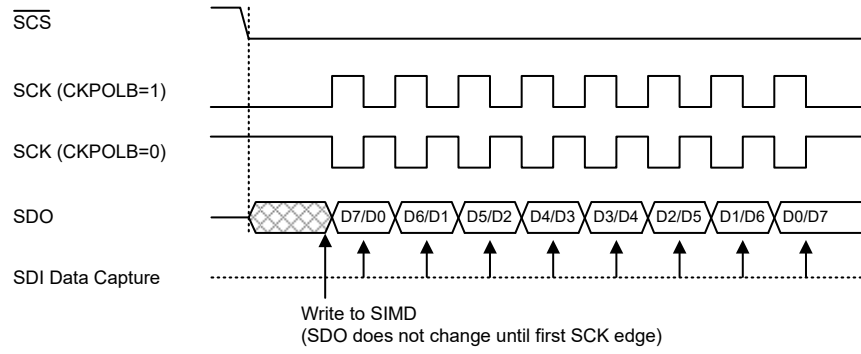 SCS
SCK (CKPOLB=1)
SCK (CKPOLB=0)
SDO
D7/D0 D6/D1 D5/D2 D4/D3 D3/D4 D2/D5 D1/D6 D0/D7
SDI Data Capture
Write to SIMD
(SDO does not change until first SCK edge)